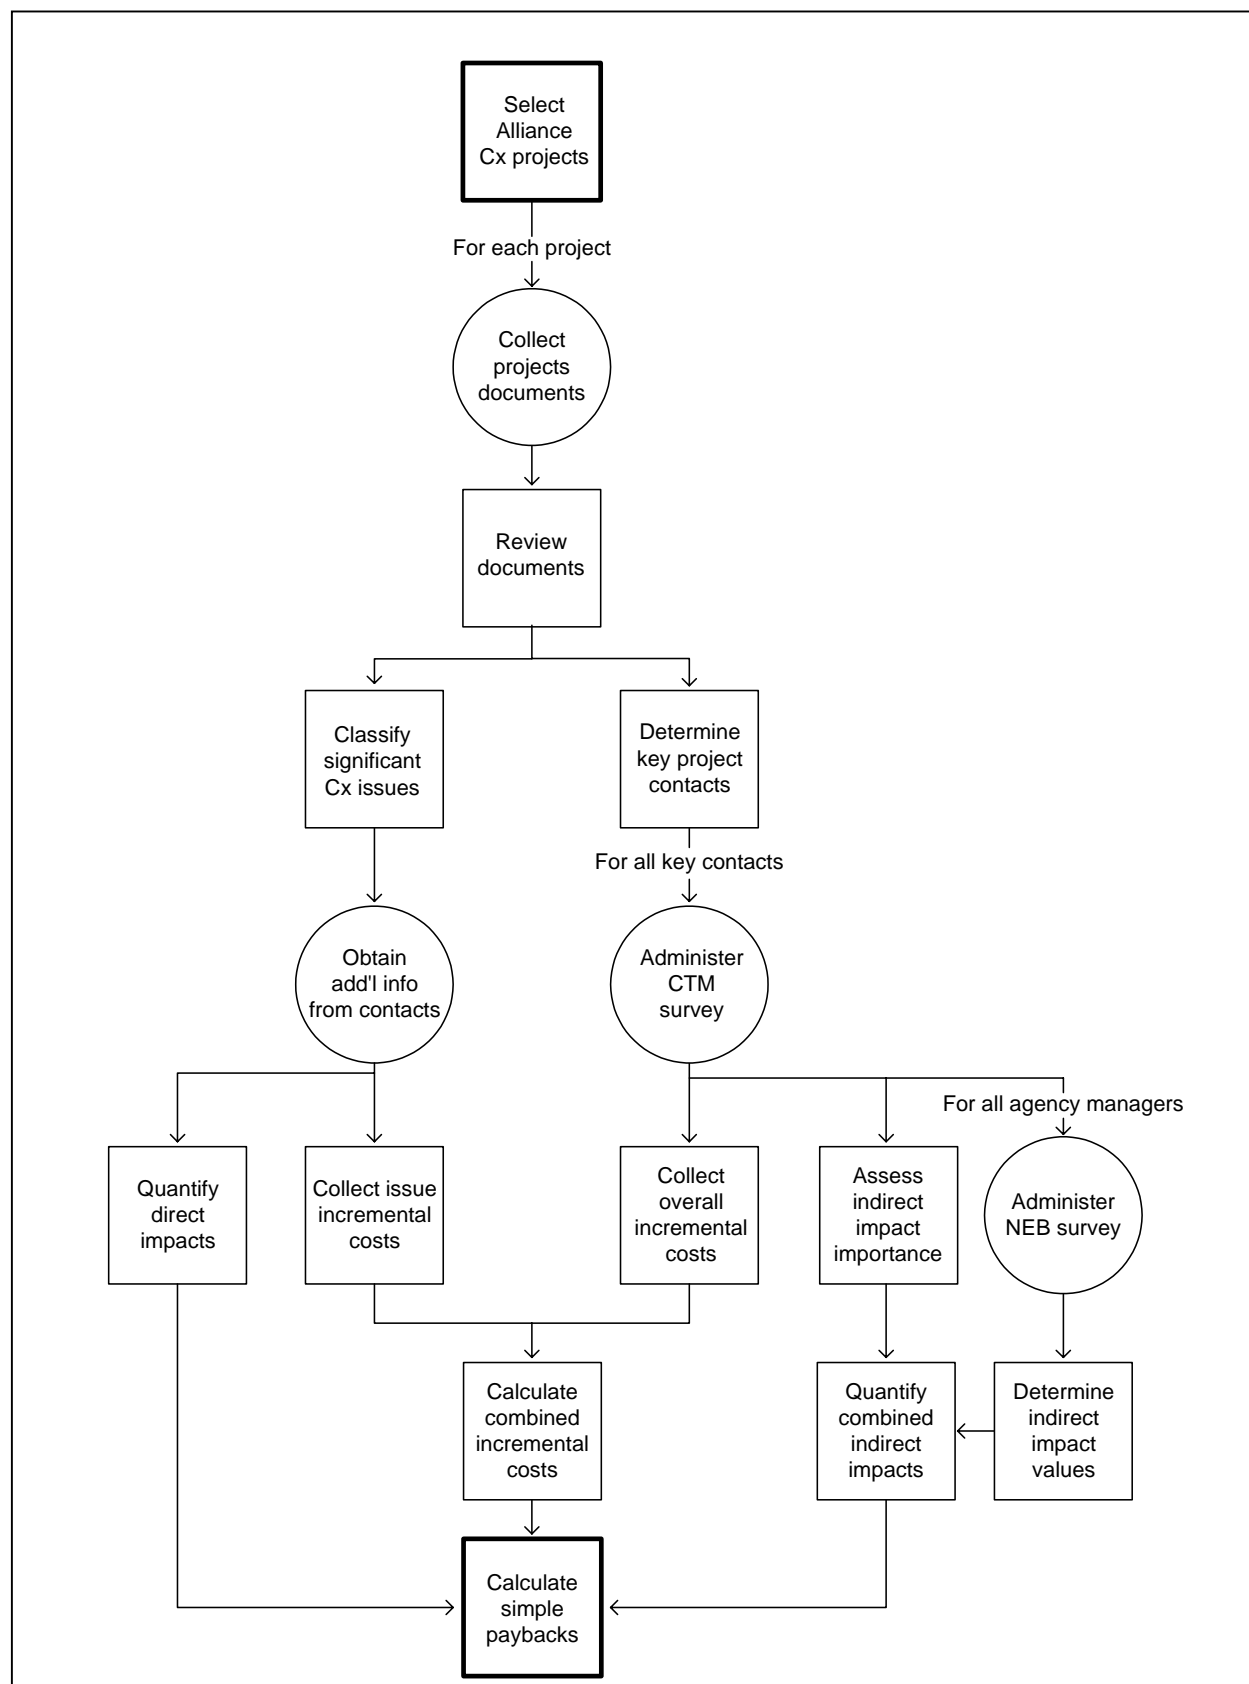 Select
Alliance
Cx projects
For each project
Collect
projects
documents
Review
documents
Classify
significant
Cx issues
Determine
key project
contacts
For all key contacts
Obtain
add'l info
from contacts
Administer
CTM
survey
For all agency managers
Quantify
direct
impacts
Collect issue
incremental
costs
Collect
overall
incremental
costs
Assess
indirect
impact
importance
Administer
NEB survey
Calculate
combined
incremental
costs
Quantify
combined
indirect
impacts
Determine
indirect
impact
values
Calculate
simple
paybacks